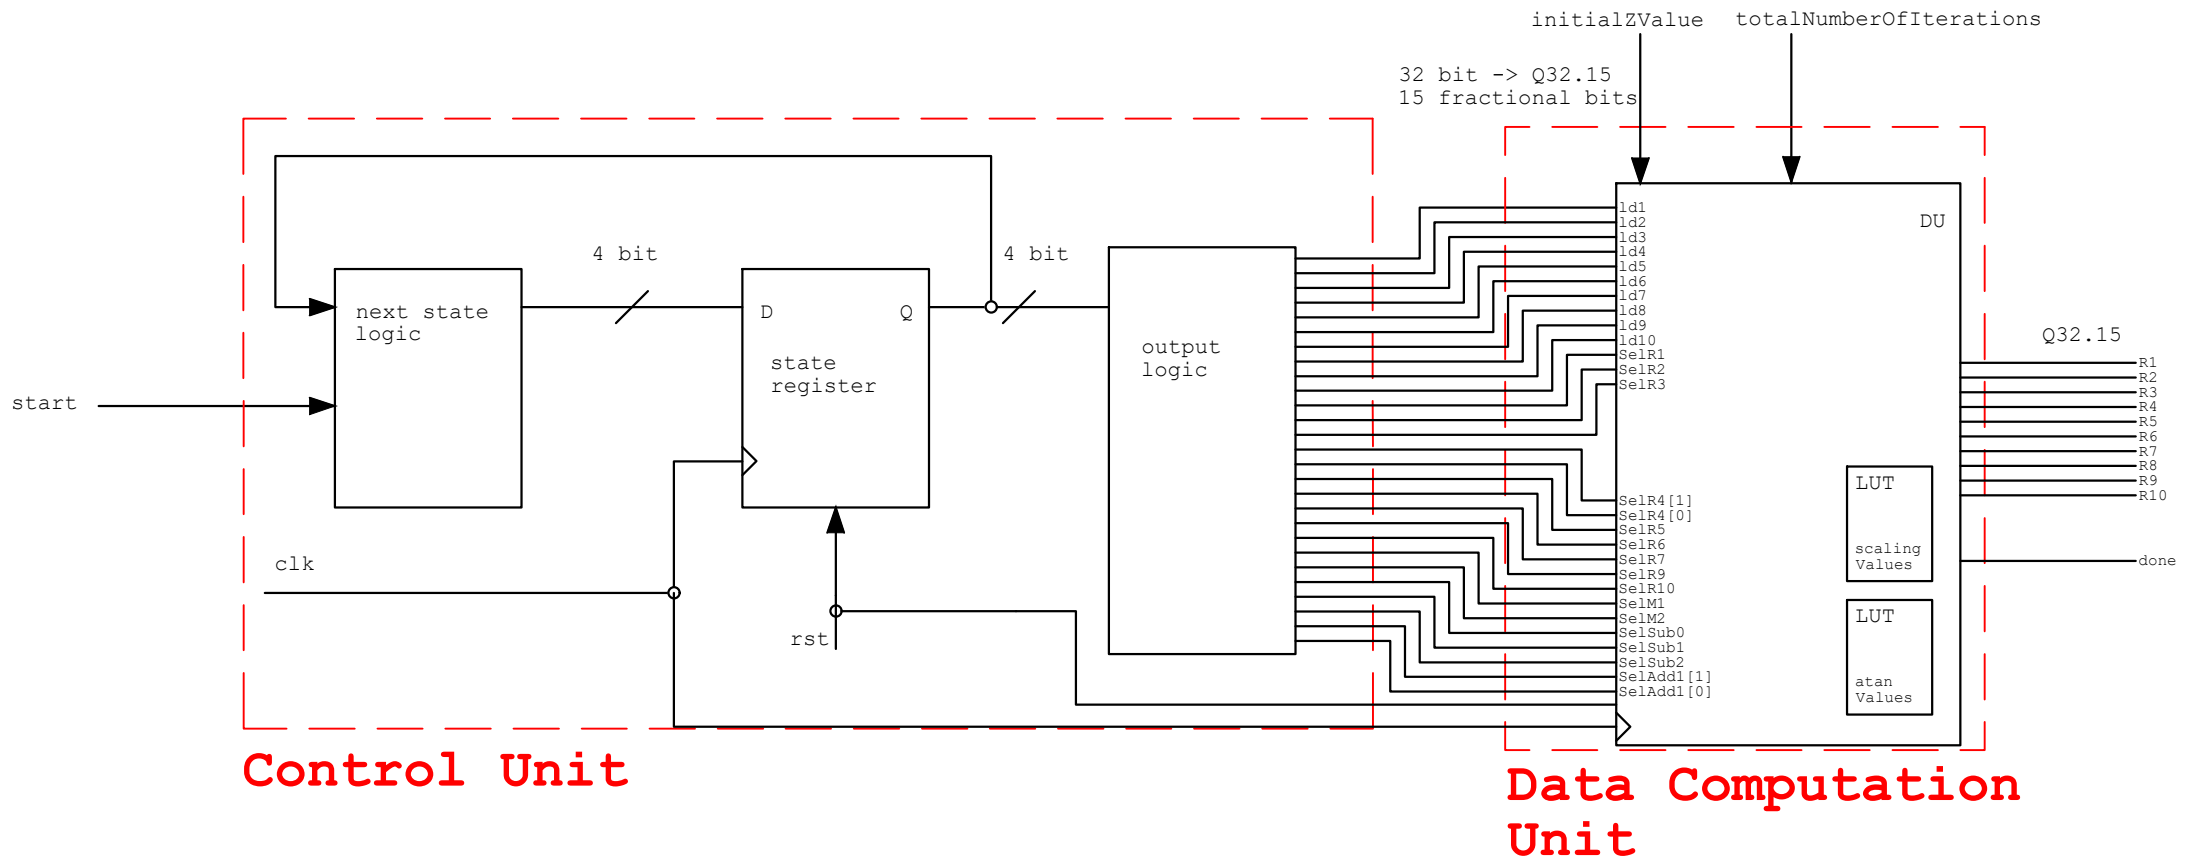 initialZValue
totalNumberOfIterations
32 bit -> Q32.15
15 fractional bits
4 bit
4 bit
next state
logic
D
Q
state
register
output
logic
start
clk
rst
ld1
ld2
ld3
ld4
ld5
ld6
ld7
ld8
ld9
ld10
SelR1
SelR2
SelR3
SelR4[1]
SelR4[0]
SelR5
SelR6
SelR7
SelR9
SelR10
SelM1
SelM2
SelSub0
SelSub1
SelSub2
SelAdd1[1]
SelAdd1[0]
DU
LUT
scaling
Values
LUT
atan
Values
Q32.15
R1
R2
R3
R4
R5
R6
R7
R8
R9
R10
done
Control Unit
Data Computation
Unit